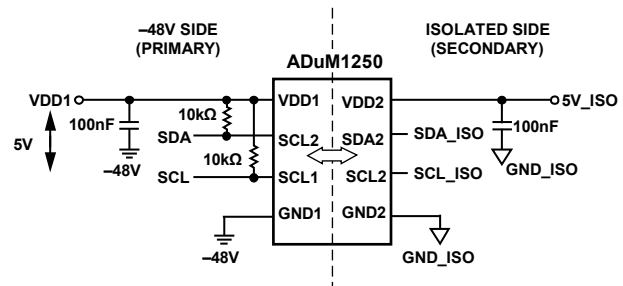 –48V SIDE
(PRIMARY)
ISOLATED SIDE
(SECONDARY)
ADuM1250
VDD1
VDD1
VDD2
5V_ISO
100nF
10kΩ
100nF
5V
SDA
SCL2
SDA2
SDA_ISO
–48V
10kΩ
GND_ISO
SCL
SCL1
SCL2
SCL_ISO
GND1
GND2
–48V
GND_ISO